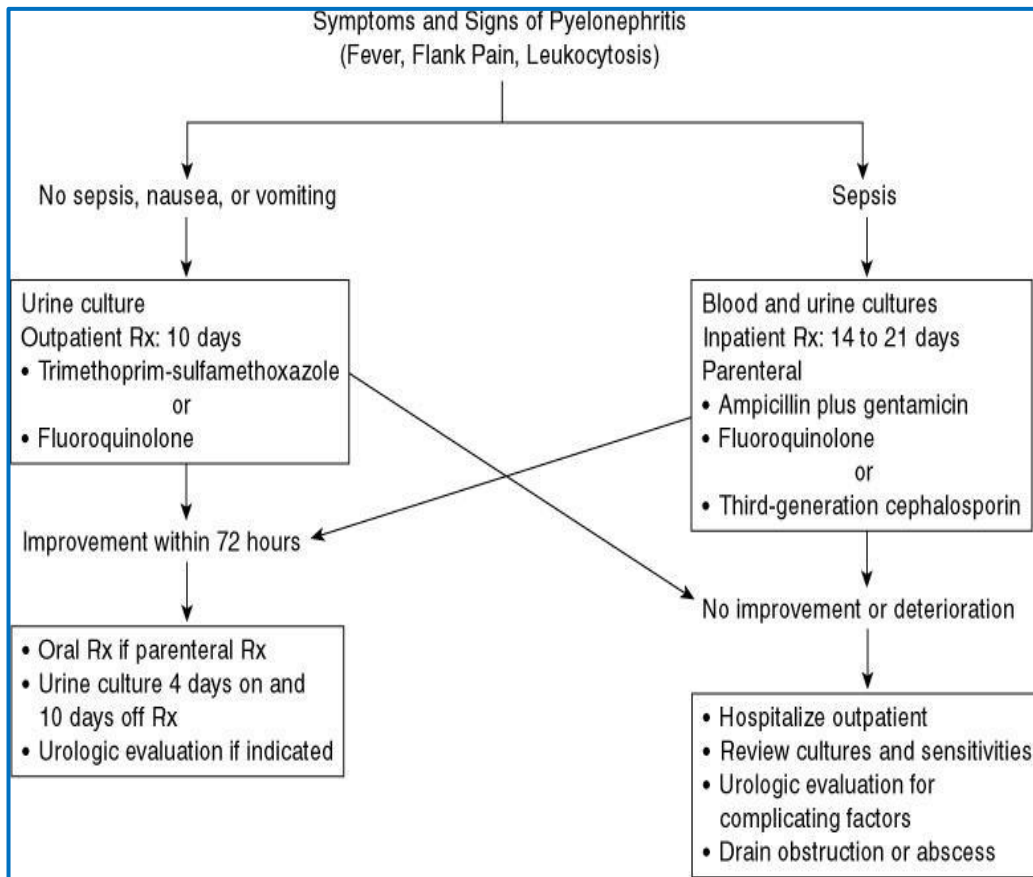 Symptoms and Signs of Pyelonephritis
(Fever, Flank Pain, Leukocytosis)
No sepsis, nausea, or vomiting
Sepsis
Urine culture
Outpatient Rx: 10 days
• Trimethoprim-sulfamethoxazole
or
• Fluoroquinolone
Blood and urine cultures
Inpatient Rx: 14 to 21 days
Parenteral
• Ampicillin plus gentamicin
• Fluoroquinolone
or
• Third-generation cephalosporin
Improvement within 72 hours
No improvement or deterioration
• Oral Rx if parenteral Rx
• Urine culture 4 days on and
10 days off Rx
• Urologic evaluation if indicated
• Hospitalize outpatient
• Review cultures and sensitivities
• Urologic evaluation for
complicating factors
• Drain obstruction or abscess